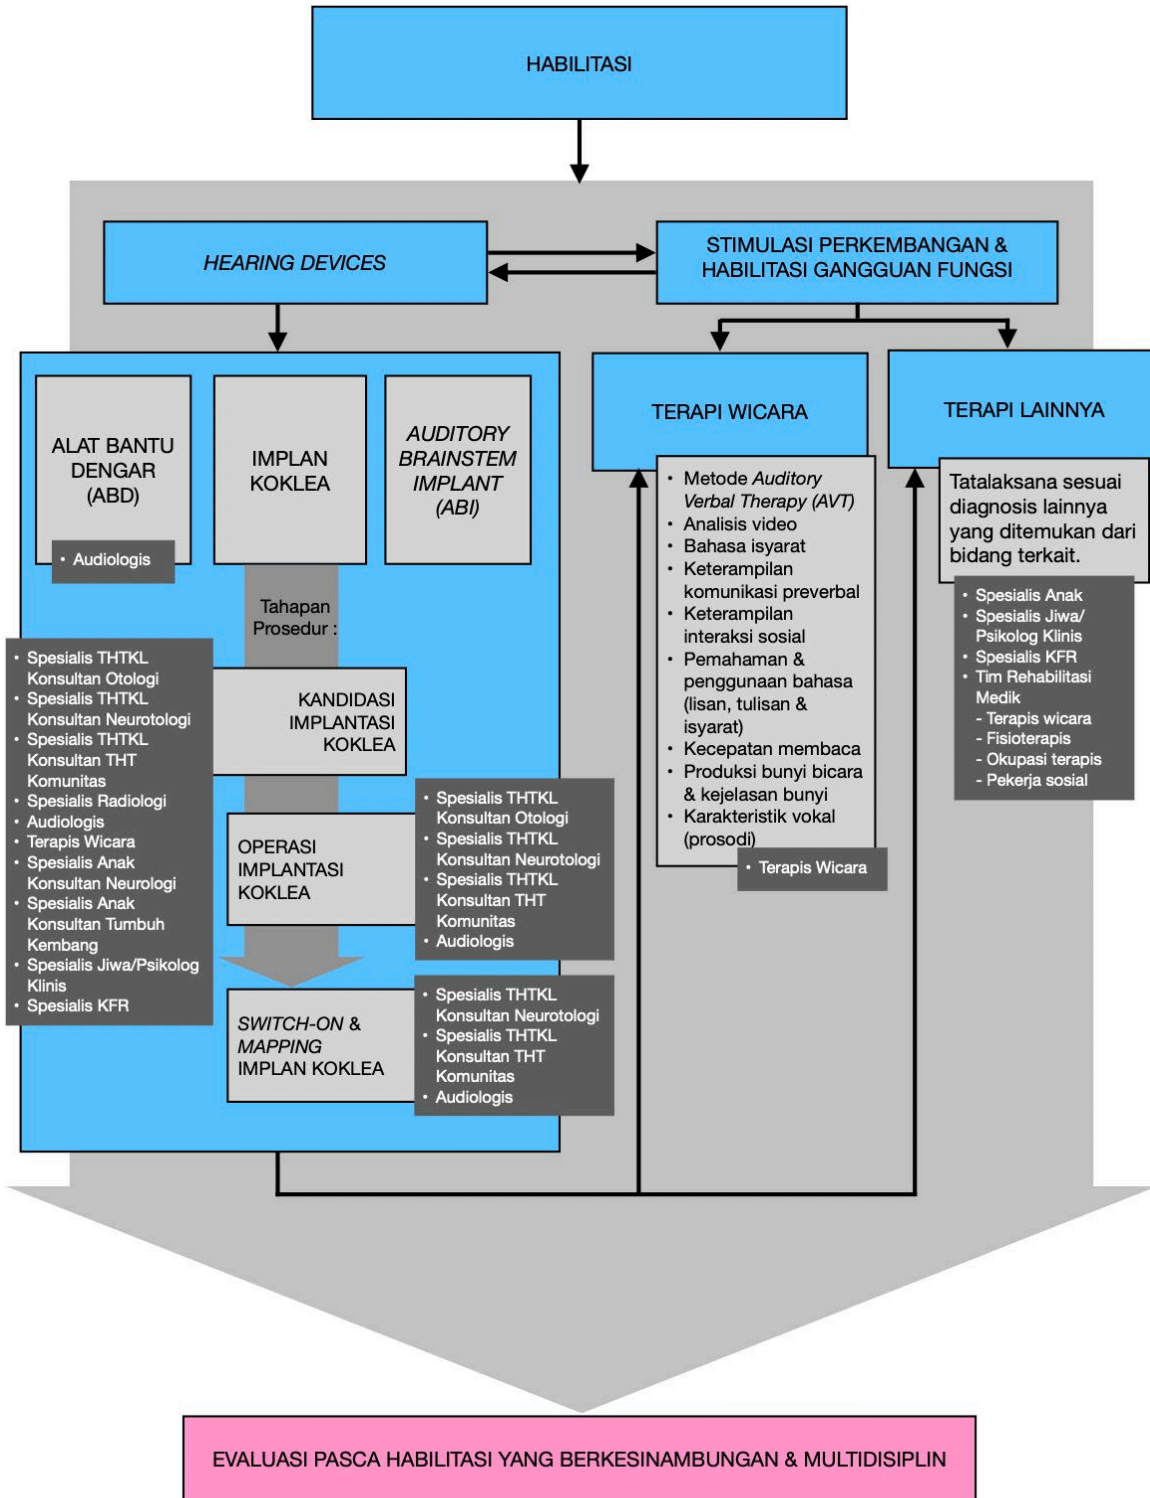 HABILITASI
HEARING DEVICES
STIMULASI PERKEMBANGAN &
HABILITASI GANGGUAN FUNGSI
ALAT BANTU
DENGAR
(ABD)
• Audiologis
IMPLAN
KOKLEA
AUDITORY
BRAINSTEM
IMPLANT
(ABI)
Tahapan
Prosedur :
• Spesialis THTKL
Konsultan Otologi
• Spesialis THTKL
Konsultan Neurotologi
• Spesialis THTKL
Konsultan THT
Komunitas
• Spesialis Radiologi
• Audiologis
• Terapis Wicara
• Spesialis Anak
Konsultan Neurologi
• Spesialis Anak
Konsultan Tumbuh
Kembang
• Spesialis Jiwa/Psikolog
Klinis
• Spesialis KFR
KANDIDASI
IMPLANTASI
KOKLEA
OPERASI
IMPLANTASI
KOKLEA
• Spesialis THTKL
Konsultan Otologi
• Spesialis THTKL
Konsultan Neurotologi
• Spesialis THTKL
Konsultan THT
Komunitas
• Audiologis
SWITCH-ON &
MAPPING
IMPLAN KOKLEA
• Spesialis THTKL
Konsultan Neurotologi
• Spesialis THTKL
Konsultan THT
Komunitas
• Audiologis
TERAPI WICARA
• Metode Auditory
Verbal Therapy (AVT)
• Analisis video
• Bahasa isyarat
• Keterampilan
komunikasi preverbal
• Keterampilan
interaksi sosial
• Pemahaman &
penggunaan bahasa
(lisan, tulisan &
isyarat)
• Kecepatan membaca
• Produksi bunyi bicara
& kejelasan bunyi
• Karakteristik vokal
(prosodi)
• Terapis Wicara
TERAPI LAINNYA
Tatalaksana sesuai
diagnosis lainnya
yang ditemukan dari
bidang terkait.
• Spesialis Anak
• Spesialis Jiwa/
Psikolog Klinis
• Spesialis KFR
• Tim Rehabilitasi
Medik
- Terapis wicara
- Fisioterapis
- Okupasi terapis
- Pekerja sosial
EVALUASI PASCA HABILITASI YANG BERKESINAMBUNGAN & MULTIDISIPLIN